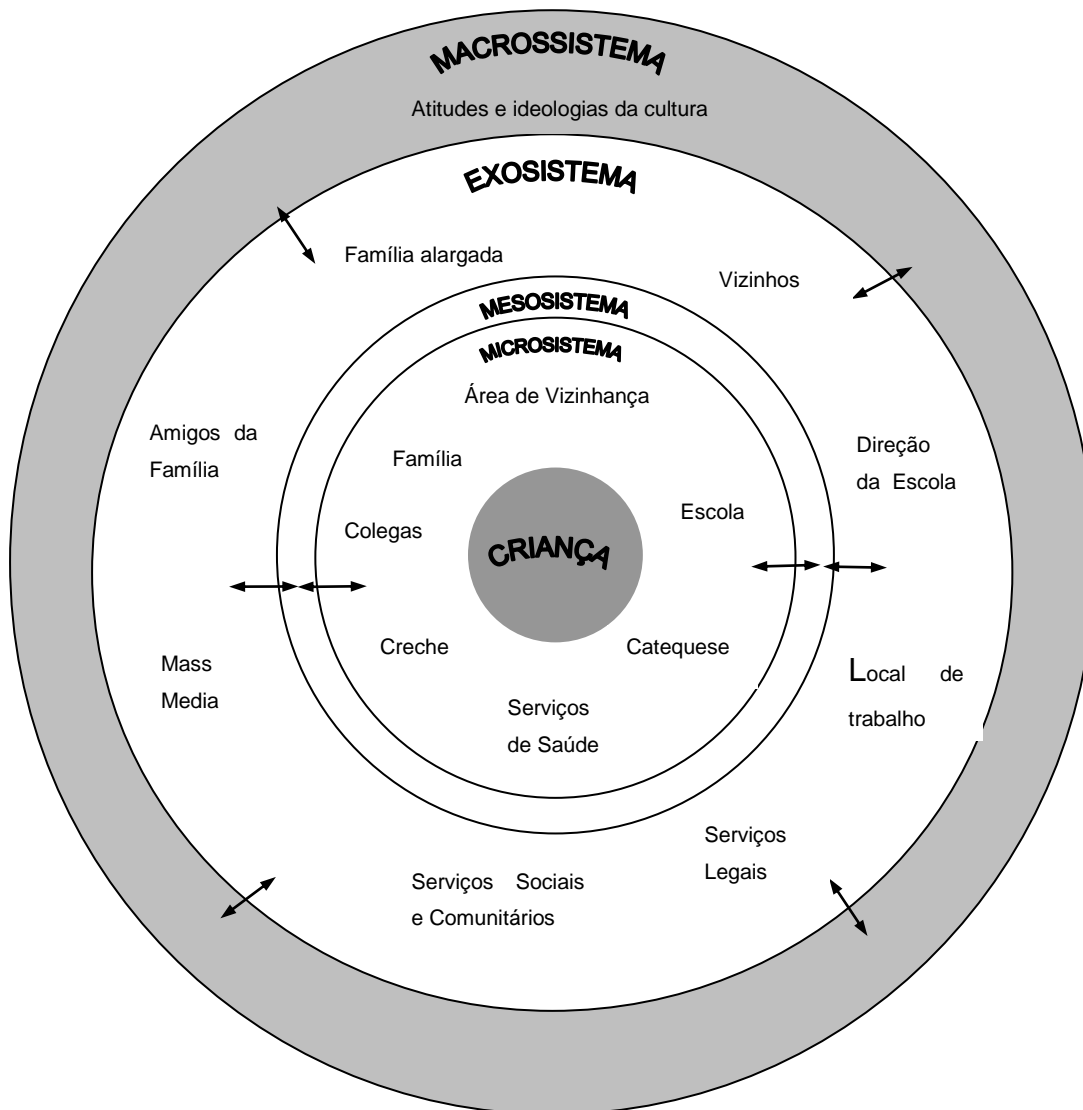 MACROSSISTEMA
Atitudes e ideologias da cultura
EXOSISTEMA
Família alargada
Vizinhos
MESOSISTEMA
MICROSISTEMA
Área de Vizinhança
Amigos da
Família
Direção
da Escola
Família
Escola
Colegas
CRIANÇA
Creche
Catequese
Mass
Media
Local de
trabalho
Serviços
de Saúde
Serviços
Legais
Serviços Sociais
e Comunitários